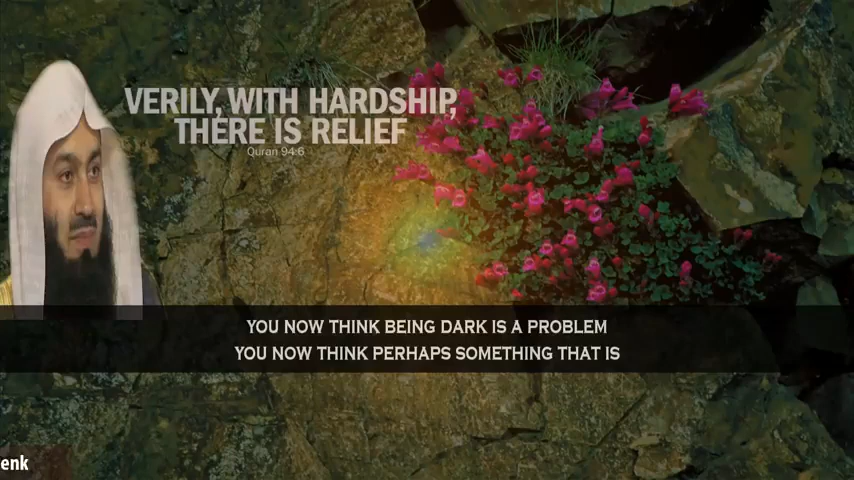 VERILY, WITH HARDSHIP,
THERE IS RELIEF
Quran 94:6
YOU NOW THINK BEING DARK IS A PROBLEM
YOU NOW THINK PERHAPS SOMETHING THAT IS
enk